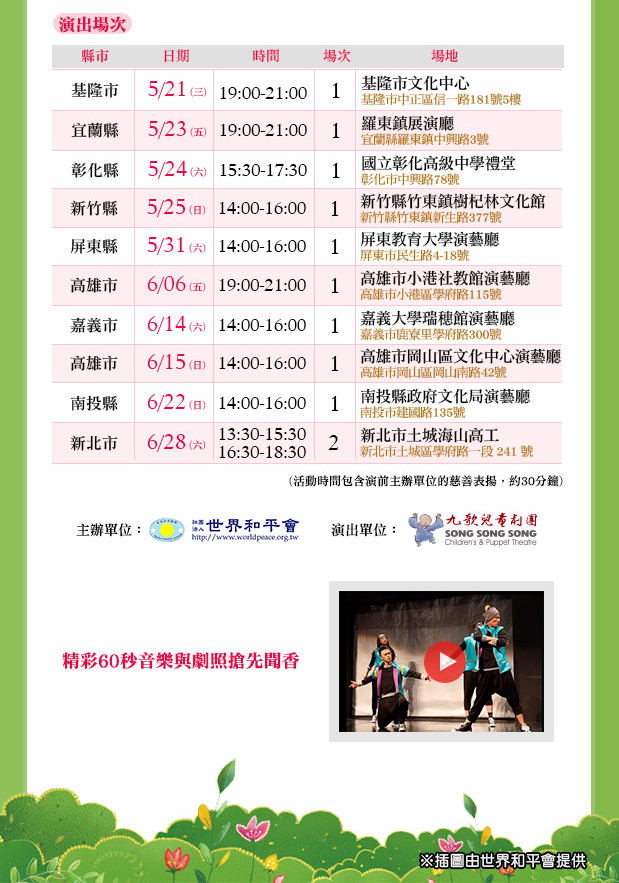 演出場次
縣市 日期 時間 場次 場地
基隆市 5/21(三) 19:00-21:00 1 基隆市文化中心
基隆市中正區信一路181號5樓
宜蘭縣 5/23(五) 19:00-21:00 1 羅東鎮展演廳
宜蘭縣羅東鎮中興路3號
彰化縣 5/24(六) 15:30-17:30 1 國立彰化高級中學禮堂
彰化市中興路78號
新竹縣 5/25(日) 14:00-16:00 1 新竹縣竹東鎮樹杞林文化館
新竹縣竹東鎮新生路377號
屏東縣 5/31(六) 14:00-16:00 1 屏東教育大學演藝廳
屏東市民生路4-18號
高雄市 6/06(五) 19:00-21:00 1 高雄市小港社教館演藝廳
高雄市小港區學府路115號
嘉義市 6/14(六) 14:00-16:00 1 嘉義大學瑞穗館演藝廳
嘉義市鹿寮里學府路300號
高雄市 6/15(日) 14:00-16:00 1 高雄市岡山區文化中心演藝廳
高雄市岡山區岡山南路42號
南投縣 6/22(日) 14:00-16:00 1 南投縣政府文化局演藝廳
南投市建國路135號
新北市 6/28(六) 13:30-15:30 2 新北市土城海山高工
16:30-18:30 新北市土城區學府路一段 241 號
(活動時間包含演前主辦單位的慈善表揚，約30分鐘)
主辦單位： 社團法人 世界和平會
http://www.worldpeace.org.tw
演出單位： 九歌兒童劇團
SONG SONG SONG
Children's & Puppet Theatre
精彩60秒音樂與劇照搶先聞香
※插圖由世界和平會提供